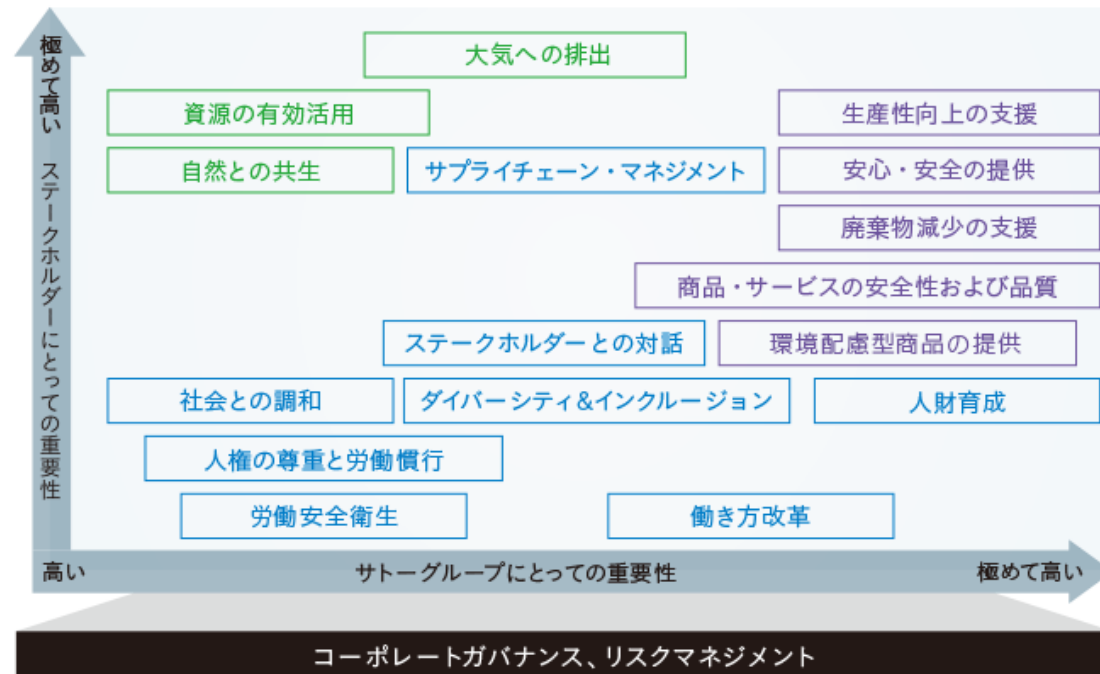 極めて高い
ステークホルダーにとっての重要性
大気への排出
資源の有効活用
生産性向上の支援
自然との共生
サプライチェーン・マネジメント
安心・安全の提供
廃棄物減少の支援
商品・サービスの安全性および品質
ステークホルダーとの対話
環境配慮型商品の提供
社会との調和
ダイバーシティ&インクルージョン
人財育成
人権の尊重と労働慣行
労働安全衛生
働き方改革
高い
サトーグループにとっての重要性
極めて高い
コーポレートガバナンス、リスクマネジメント